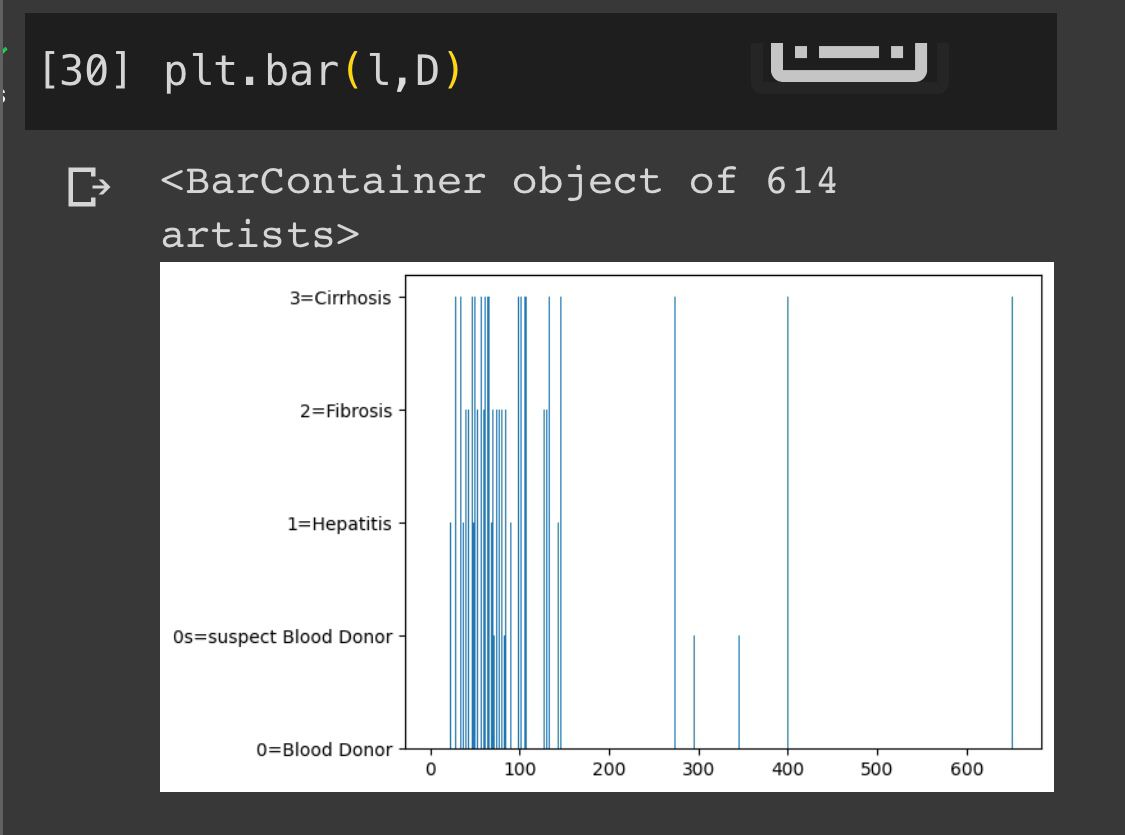 [30] plt.bar(l,D)
<BarContainer object of 614
artists>
3=Cirrhosis
2=Fibrosis
1=Hepatitis
0s=suspect Blood Donor
0=Blood Donor
0 100 200 300 400 500 600